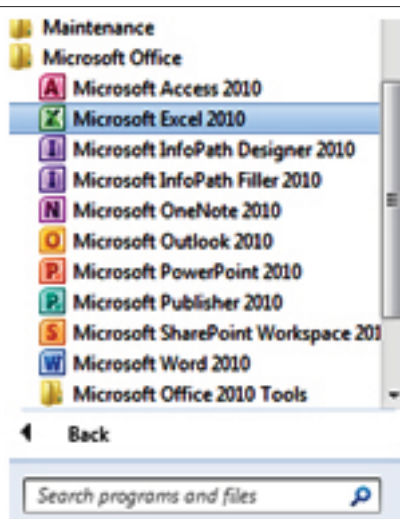 Maintenance
Microsoft Office
A Microsoft Access 2010
X Microsoft Excel 2010
I Microsoft InfoPath Designer 2010
I Microsoft InfoPath Filler 2010
N Microsoft OneNote 2010
O Microsoft Outlook 2010
P Microsoft PowerPoint 2010
P Microsoft Publisher 2010
S Microsoft SharePoint Workspace 201
W Microsoft Word 2010
Microsoft Office 2010 Tools
Back
Search programs and files